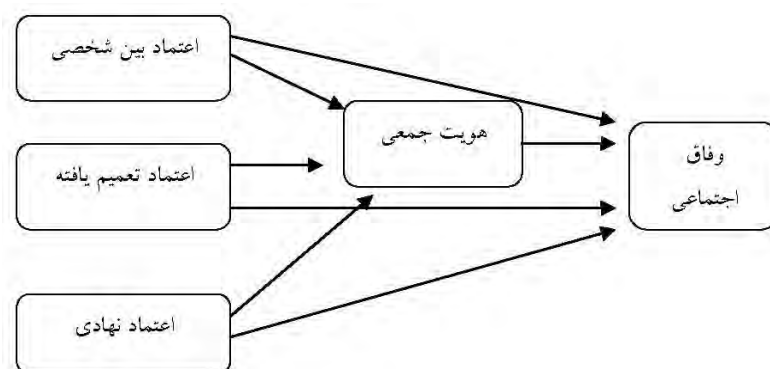 اعتماد بین شخصی
هویت جمعی
وفاق
اجتماعی
اعتماد تعمیم یافته
اعتماد نهادی